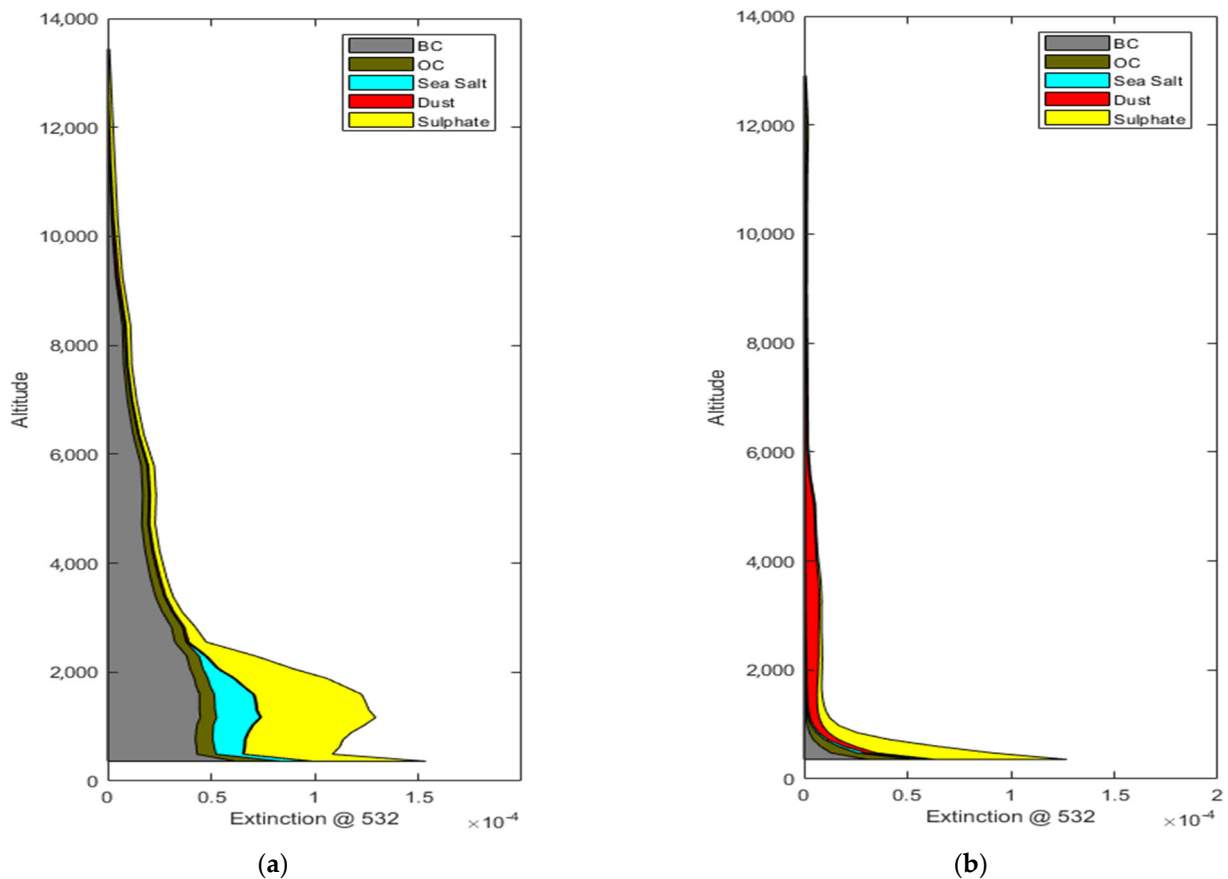 14,000
12,000
10,000
8,000
6,000
4,000
2,000
0
Altitude
0
0.5
1
1.5
Extinction @ 532
×10-4
BC
OC
Sea Salt
Dust
Sulphate
(a)
14,000
12,000
10,000
8,000
6,000
4,000
2,000
0
Altitude
0
0.5
1
1.5
2
Extinction @ 532
×10-4
BC
OC
Sea Salt
Dust
Sulphate
(b)